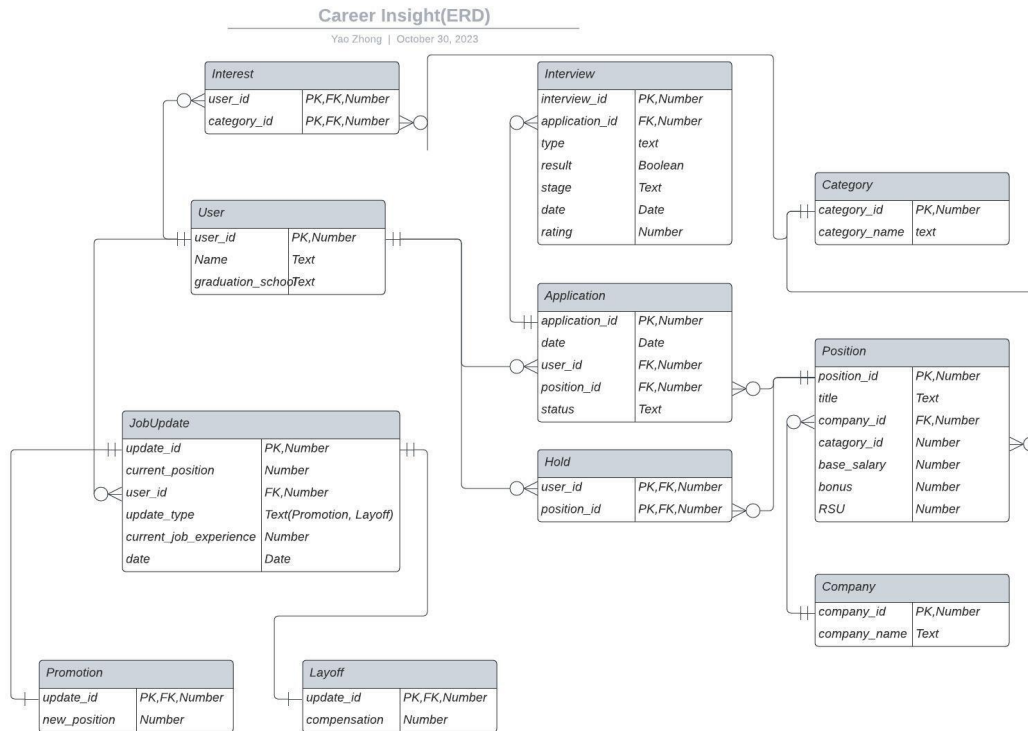 Career Insight(ERD)
Yao Zhong | October 30, 2023
Interest
user_id PK,FK,Number
category_id PK,FK,Number
Interview
interview_id PK,Number
application_id FK,Number
type text
result Boolean
stage Text
date Date
rating Number
Category
category_id PK,Number
category_name text
User
user_id PK,Number
Name Text
graduation_school Text
Application
application_id PK,Number
date Date
user_id FK,Number
position_id FK,Number
status Text
Position
position_id PK,Number
title Text
company_id FK,Number
catagory_id Number
base_salary Number
bonus Number
RSU Number
JobUpdate
update_id PK,Number
current_position Number
user_id FK,Number
update_type Text(Promotion, Layoff)
current_job_experience Number
date Date
Hold
user_id PK,FK,Number
position_id PK,FK,Number
Company
company_id PK,Number
company_name Text
Promotion
update_id PK,FK,Number
new_position Number
Layoff
update_id PK,FK,Number
compensation Number